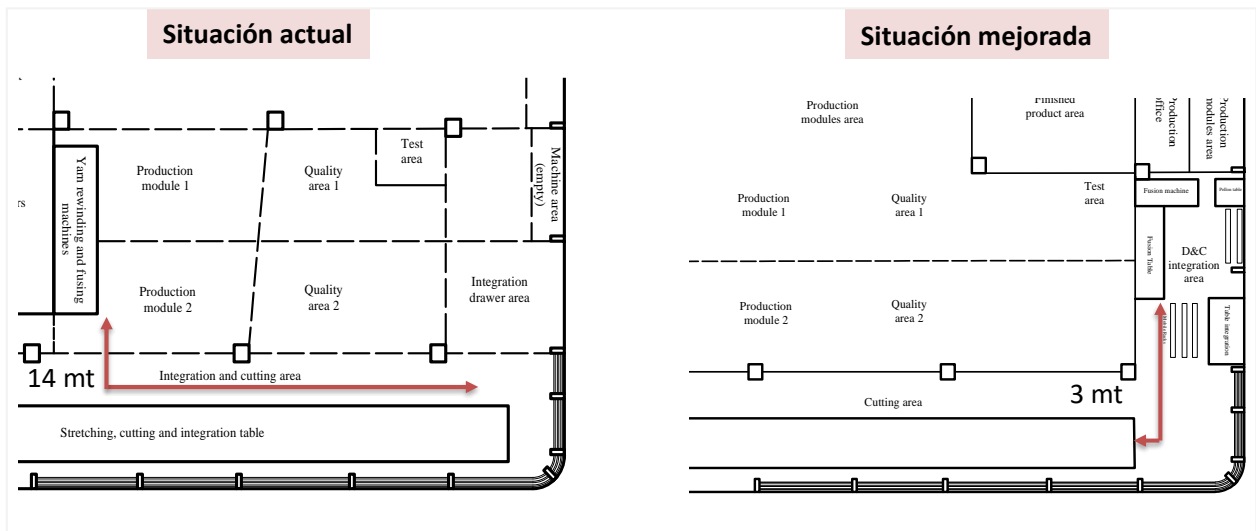 Situación actual
Yarn rewinding and fusing
machines
Production
module 1
Quality
area 1
Test
area
Machine area
(empty)
Production
module 2
Quality
area 2
Integration
drawer area
14 mt
Integration and cutting area
Stretching, cutting and integration table
Situación mejorada
Production
modules area
Finished
product area
Production
office
Production
modules area
Production
module 1
Quality
area 1
Test
area
Fusion machine
Pellon table
Fusion Table
D&C
integration
area
Production
module 2
Quality
area 2
Table integration
3 mt
Cutting area